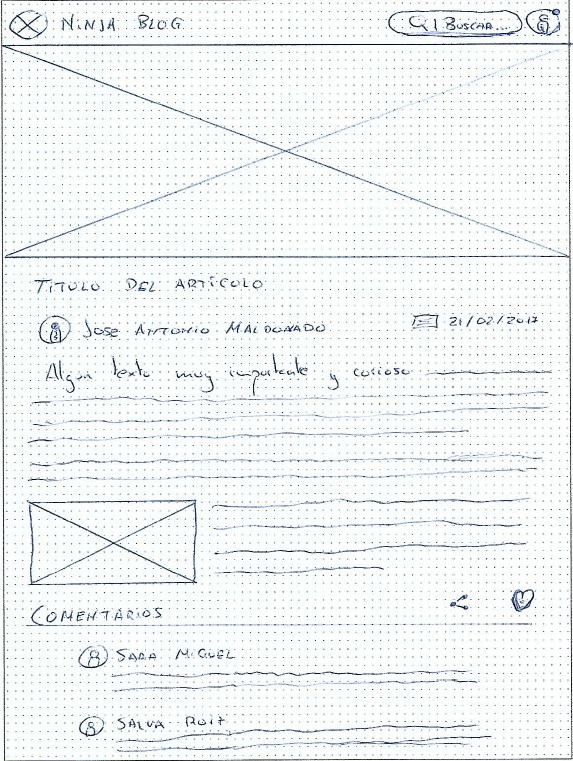 NINJA BLOG
BUSCAR...
TITULO DEL ARTÍCULO
JOSE ANTONIO MALDONADO
21/02/2017
Algun texto muy importante y curioso
COMENTARIOS
SARA MIGUEL
SALVA RUIZ